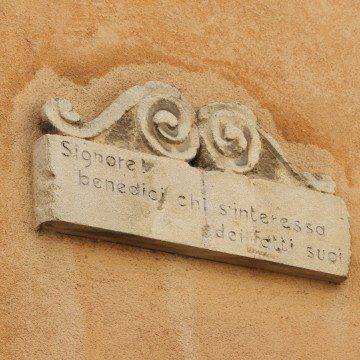 Signore!
benedici chi s'interessa
dei fatti suoi